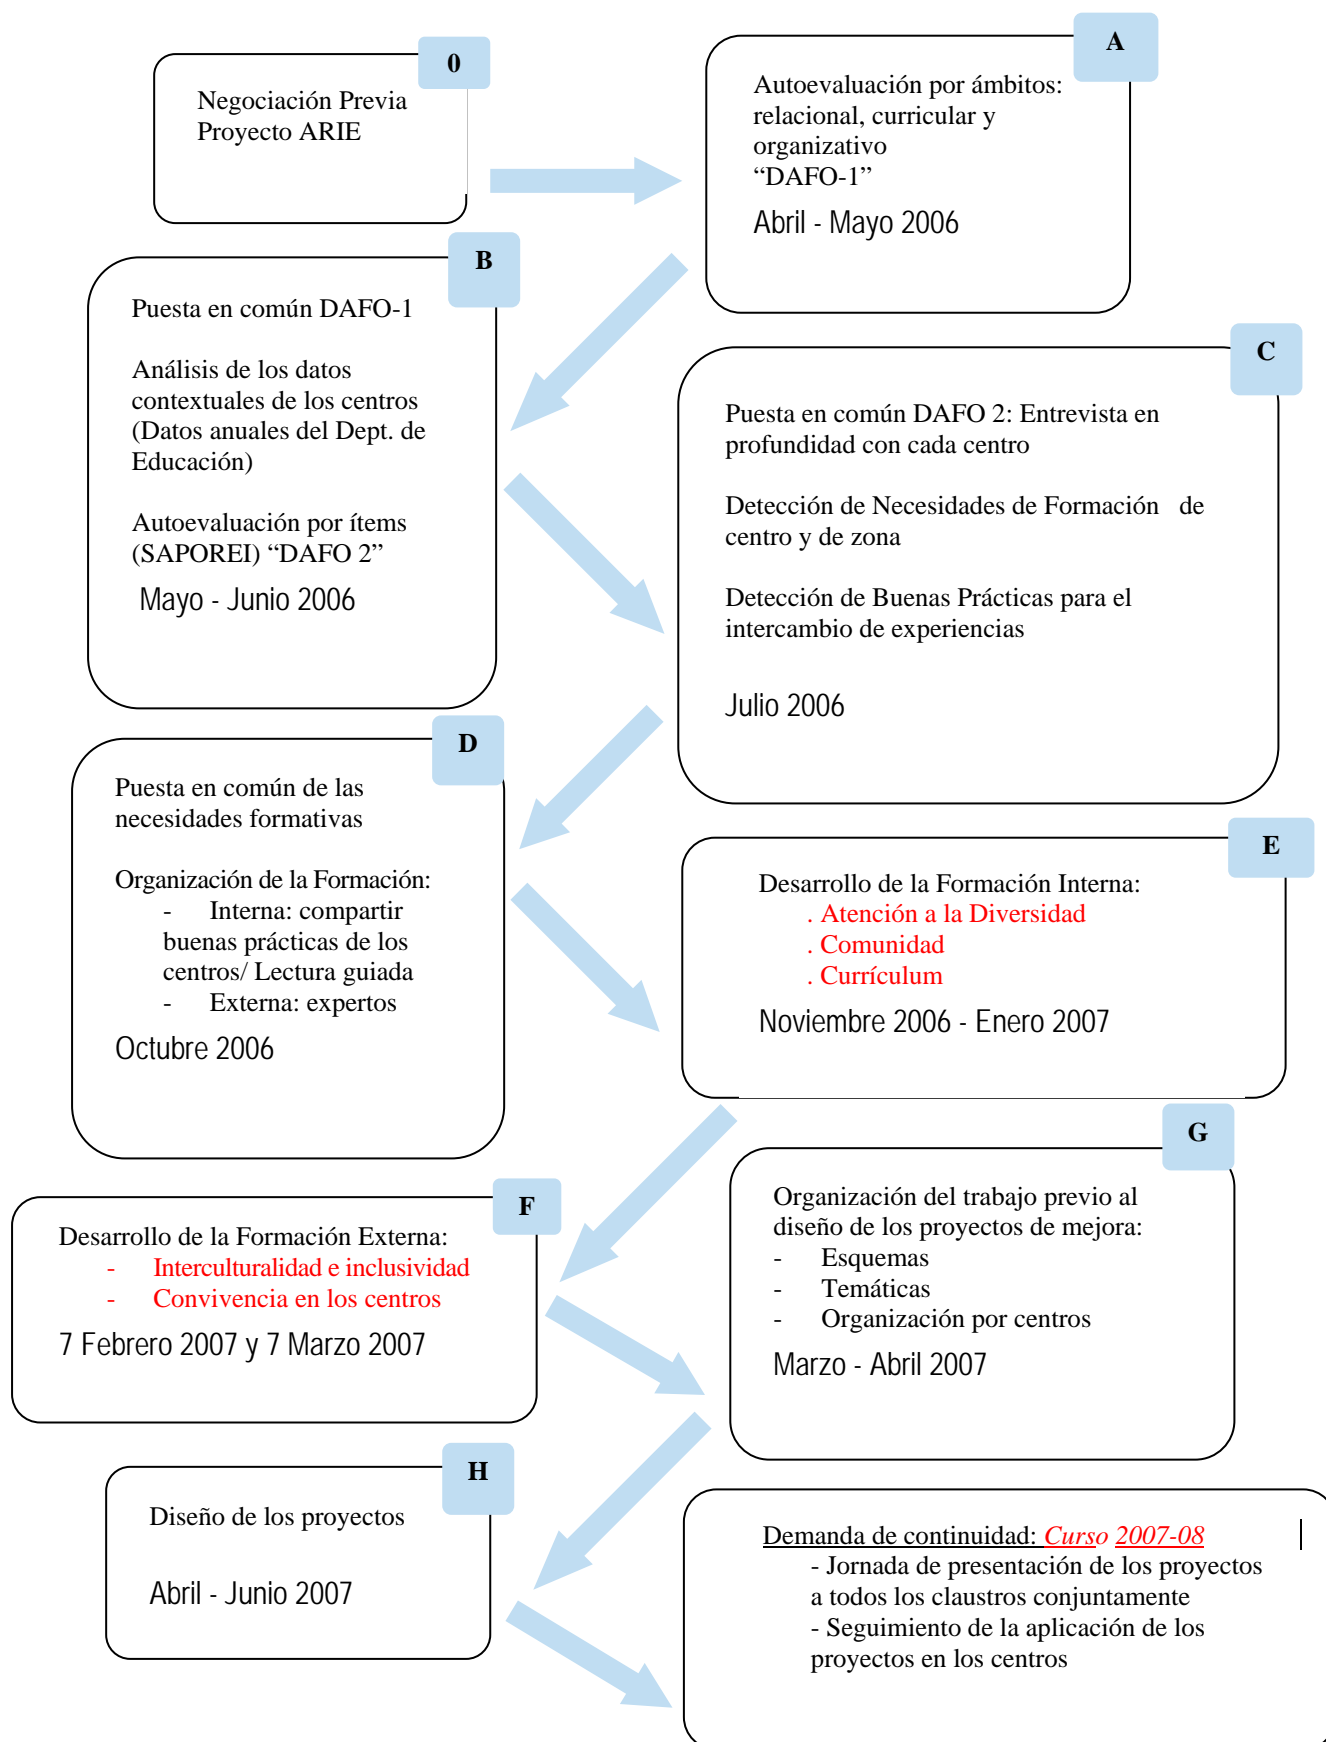 0
Negociación Previa
Proyecto ARIE
A
Autoevaluación por ámbitos:
relacional, curricular y
organizativo
“DAFO-1”
Abril - Mayo 2006
B
Puesta en común DAFO-1
Análisis de los datos
contextuales de los centros
(Datos anuales del Dept. de
Educación)
Autoevaluación por ítems
(SAPOREI) “DAFO 2”
Mayo - Junio 2006
C
Puesta en común DAFO 2: Entrevista en
profundidad con cada centro
Detección de Necesidades de Formación de
centro y de zona
Detección de Buenas Prácticas para el
intercambio de experiencias
Julio 2006
D
Puesta en común de las
necesidades formativas
Organización de la Formación:
- Interna: compartir
buenas prácticas de los
centros/ Lectura guiada
- Externa: expertos
Octubre 2006
E
Desarrollo de la Formación Interna:
. Atención a la Diversidad
. Comunidad
. Currículum
Noviembre 2006 - Enero 2007
F
Desarrollo de la Formación Externa:
- Interculturalidad e inclusividad
- Convivencia en los centros
7 Febrero 2007 y 7 Marzo 2007
G
Organización del trabajo previo al
diseño de los proyectos de mejora:
- Esquemas
- Temáticas
- Organización por centros
Marzo - Abril 2007
H
Diseño de los proyectos
Abril - Junio 2007
Demanda de continuidad: Curso 2007-08
- Jornada de presentación de los proyectos
a todos los claustros conjuntamente
- Seguimiento de la aplicación de los
proyectos en los centros